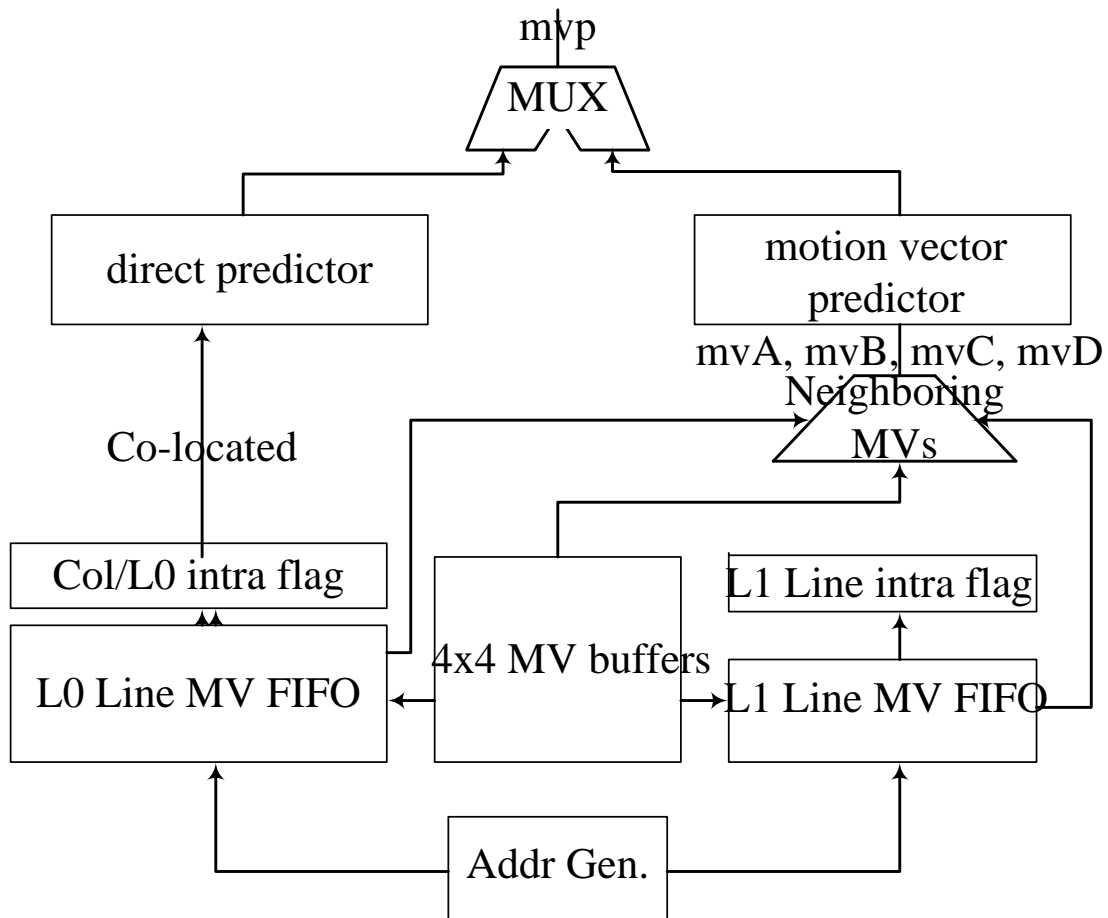 mvp
MUX
direct predictor
motion vector
predictor
mvA, mvB, mvC, mvD
Neighboring
MVs
Co-located
Col/L0 intra flag
L1 Line intra flag
4x4 MV buffers
L0 Line MV FIFO
L1 Line MV FIFO
Addr Gen.